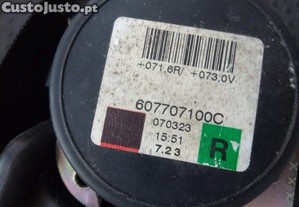 CustoJusto.pt
+071,6R/ +073,0V
607707100C
070323
15:51
7.23
R